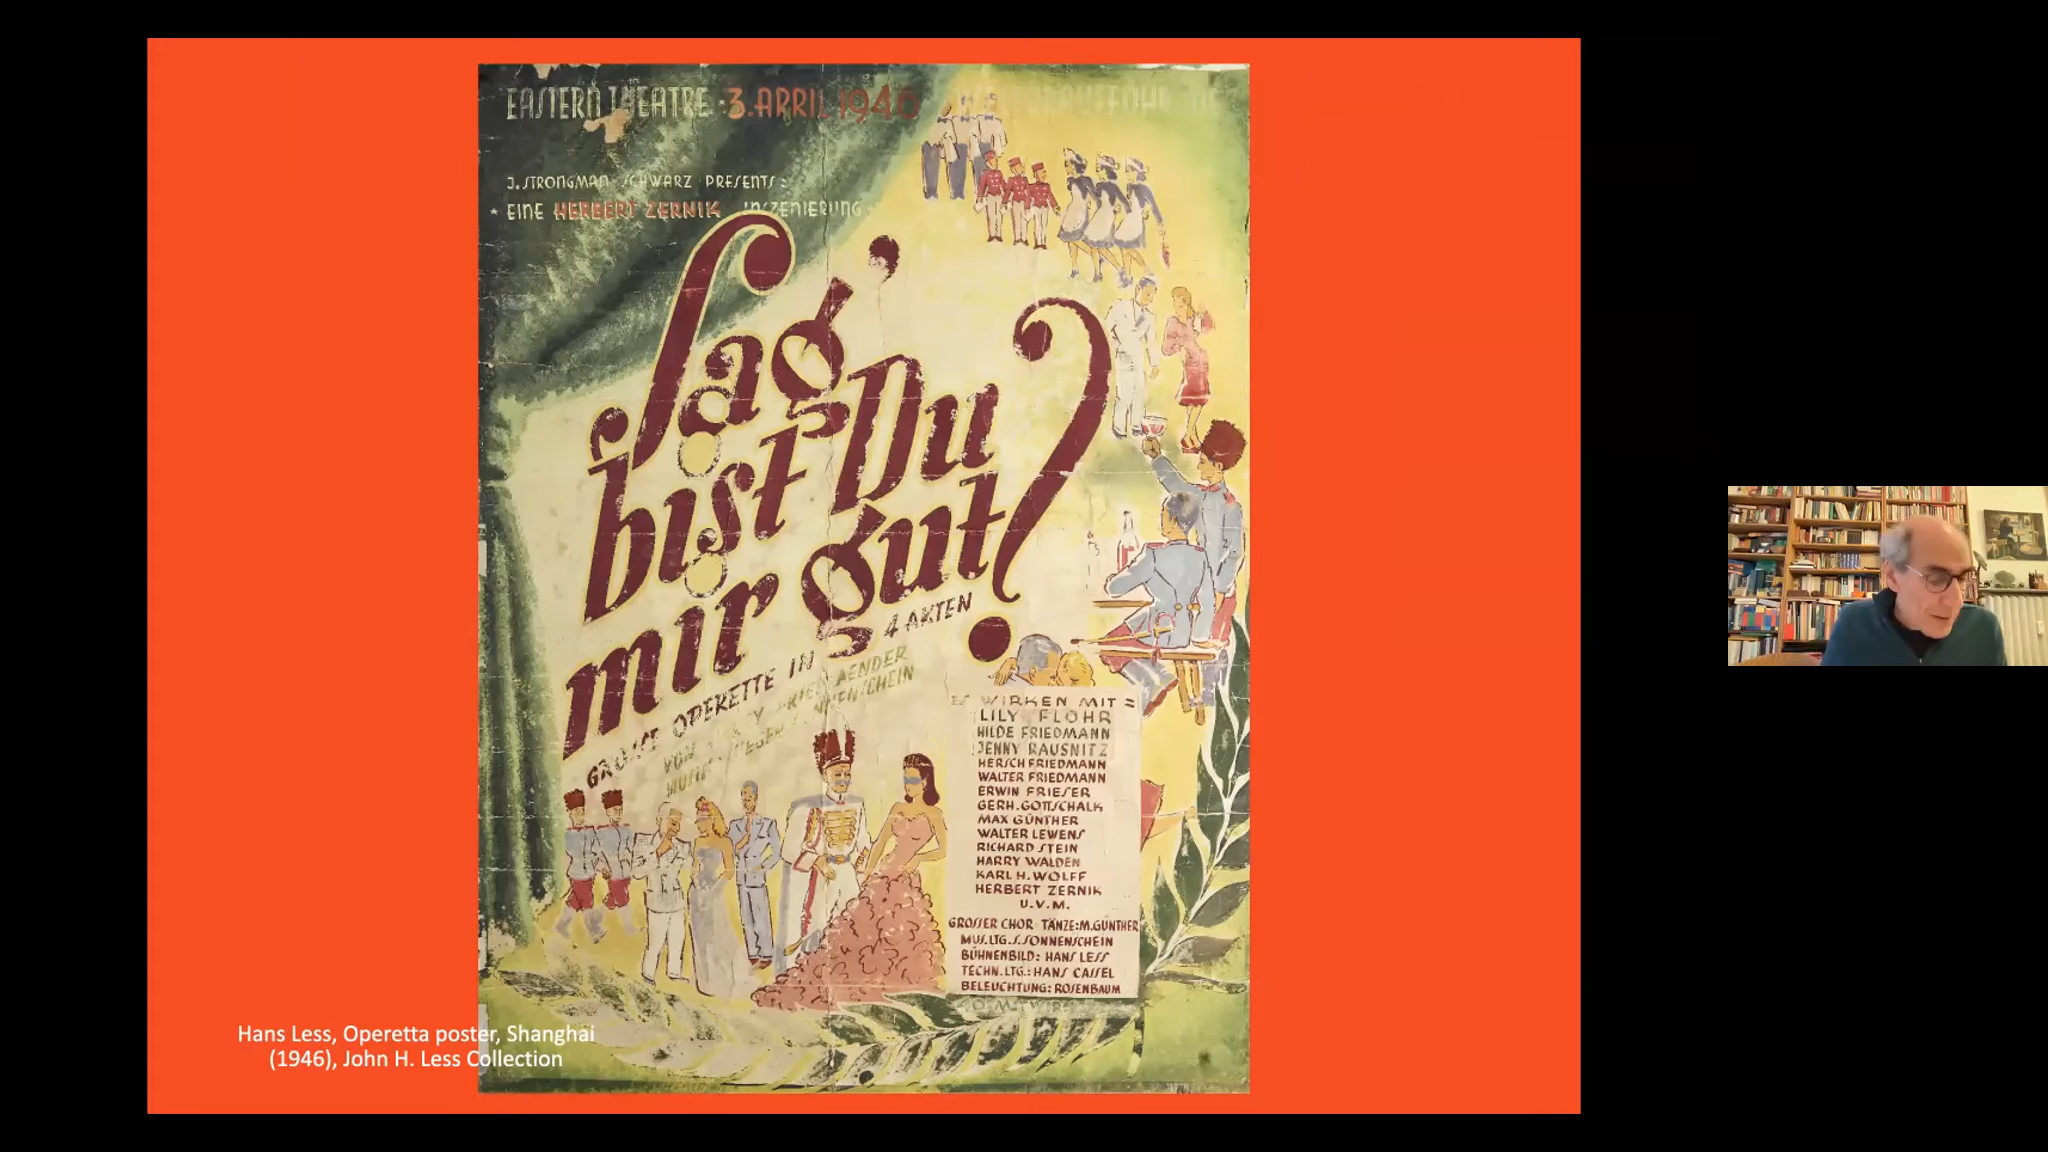 EASTERN THEATRE · 3. APRIL 1946
J. STRONGMAN-SCHWARZ PRESENTS:
* EINE HERBERT ZERNIK INSZENIERUNG
Sag'
bist Du
mir gut?
GROSSE OPERETTE IN 4 AKTEN
VON
ES WIRKEN MIT =
LILY FLOHR
HILDE FRIEDMANN
JENNY RAUSNITZ
HERSCH FRIEDMANN
WALTER FRIEDMANN
ERWIN FRIESER
GERH. GOTTSCHALK
MAX GÜNTHER
WALTER LEWENS
RICHARD STEIN
HARRY WALDEN
KARL H. WOLFF
HERBERT ZERNIK
U.V.M.
GROSSER CHOR TÄNZE: M. GÜNTHER
MUS. LTG. S. SONNENSCHEIN
BÜHNENBILD: HANS LESS
TECHN. LTG.: HANS CASSEL
BELEUCHTUNG: ROSENBAUM
Hans Less, Operetta poster, Shanghai
(1946), John H. Less Collection